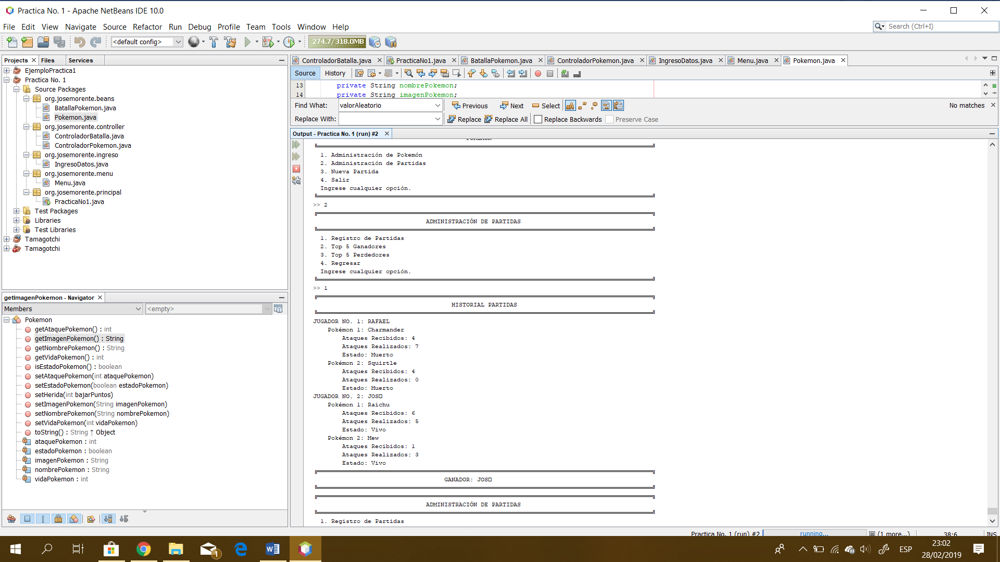 Practica No. 1 - Apache NetBeans IDE 10.0
File Edit View Navigate Source Refactor Run Debug Profile Team Tools Window Help
Search (Ctrl+I)
<default config>
274.7/318.0MB
Projects Files Services
EjemploPractica1
Practica No. 1
Source Packages
org.josemorente.beans
BatallaPokemon.java
Pokemon.java
org.josemorente.controller
ControladorBatalla.java
ControladorPokemon.java
org.josemorente.ingreso
IngresoDatos.java
org.josemorente.menu
Menu.java
org.josemorente.principal
PracticaNo1.java
Test Packages
Libraries
Test Libraries
Tamagotchi
Tamagotchi
getImagenPokemon - Navigator
Members
<empty>
Pokemon
getAtaquePokemon() : int
getImagenPokemon() : String
getNombrePokemon() : String
getVidaPokemon() : int
isEstadoPokemon() : boolean
setAtaquePokemon(int ataquePokemon)
setEstadoPokemon(boolean estadoPokemon)
setHerida(int bajarPuntos)
setImagenPokemon(String imagenPokemon)
setNombrePokemon(String nombrePokemon)
setVidaPokemon(int vidaPokemon)
toString() : String ↑ Object
ataquePokemon : int
estadoPokemon : boolean
imagenPokemon : String
nombrePokemon : String
vidaPokemon : int
ControladorBatalla.java PracticaNo1.java BatallaPokemon.java ControladorPokemon.java IngresoDatos.java Menu.java Pokemon.java
Source History
13 private String nombrePokemon;
14 private String imagenPokemon;
Find What: valorAleatorio Previous Next Select No matches
Replace With: Replace Replace All Replace Backwards Preserve Case
Output - Practica No. 1 (run) #2
1. Administración de Pokemón
2. Administración de Partidas
3. Nueva Partida
4. Salir
Ingrese cualquier opción.
>> 2
ADMINISTRACIÓN DE PARTIDAS
1. Registro de Partidas
2. Top 5 Ganadores
3. Top 5 Perdedores
4. Regresar
Ingrese cualquier opción.
>> 1
HISTORIAL PARTIDAS
JUGADOR NO. 1: RAFAEL
Pokémon 1: Charmander
Ataques Recibidos: 4
Ataques Realizados: 7
Estado: Muerto
Pokémon 2: Squirtle
Ataques Recibidos: 4
Ataques Realizados: 0
Estado: Muerto
JUGADOR NO. 2: JOS□
Pokémon 1: Raichu
Ataques Recibidos: 6
Ataques Realizados: 5
Estado: Vivo
Pokémon 2: Mew
Ataques Recibidos: 1
Ataques Realizados: 3
Estado: Vivo
GANADOR: JOS□
ADMINISTRACIÓN DE PARTIDAS
1. Registro de Partidas
Practica No. 1 (run) #2 running... (1 more...) 38:6 INS
1
ESP
23:02
28/02/2019